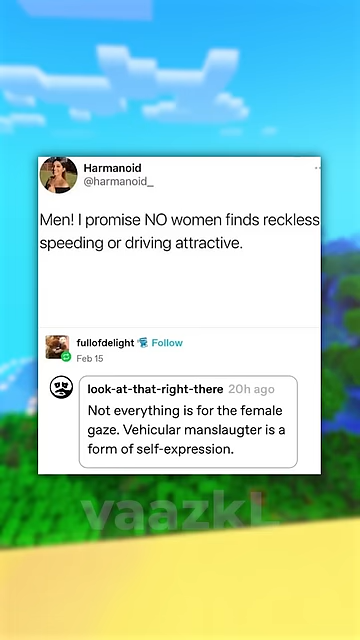 Harmanoid
@harmanoid_
Men! I promise NO women finds reckless
speeding or driving attractive.
fullofdelight Follow
Feb 15
look-at-that-right-there 20h ago
Not everything is for the female
gaze. Vehicular manslaugter is a
form of self-expression.
vaazkL